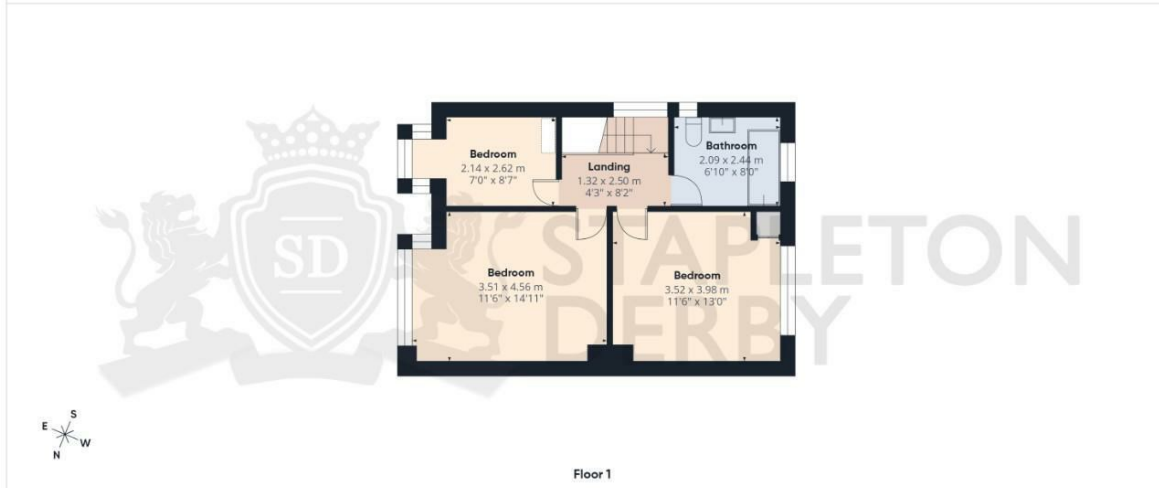 Bedroom
2.14 x 2.62 m
7'0" x 8'7"
Landing
1.32 x 2.50 m
4'3" x 8'2"
Bathroom
2.09 x 2.44 m
6'10" x 8'0"
SD
STAPLETON
DERBY
Bedroom
3.51 x 4.56 m
11'6" x 14'11"
Bedroom
3.52 x 3.98 m
11'6" x 13'0"
S
E
W
N
Floor 1